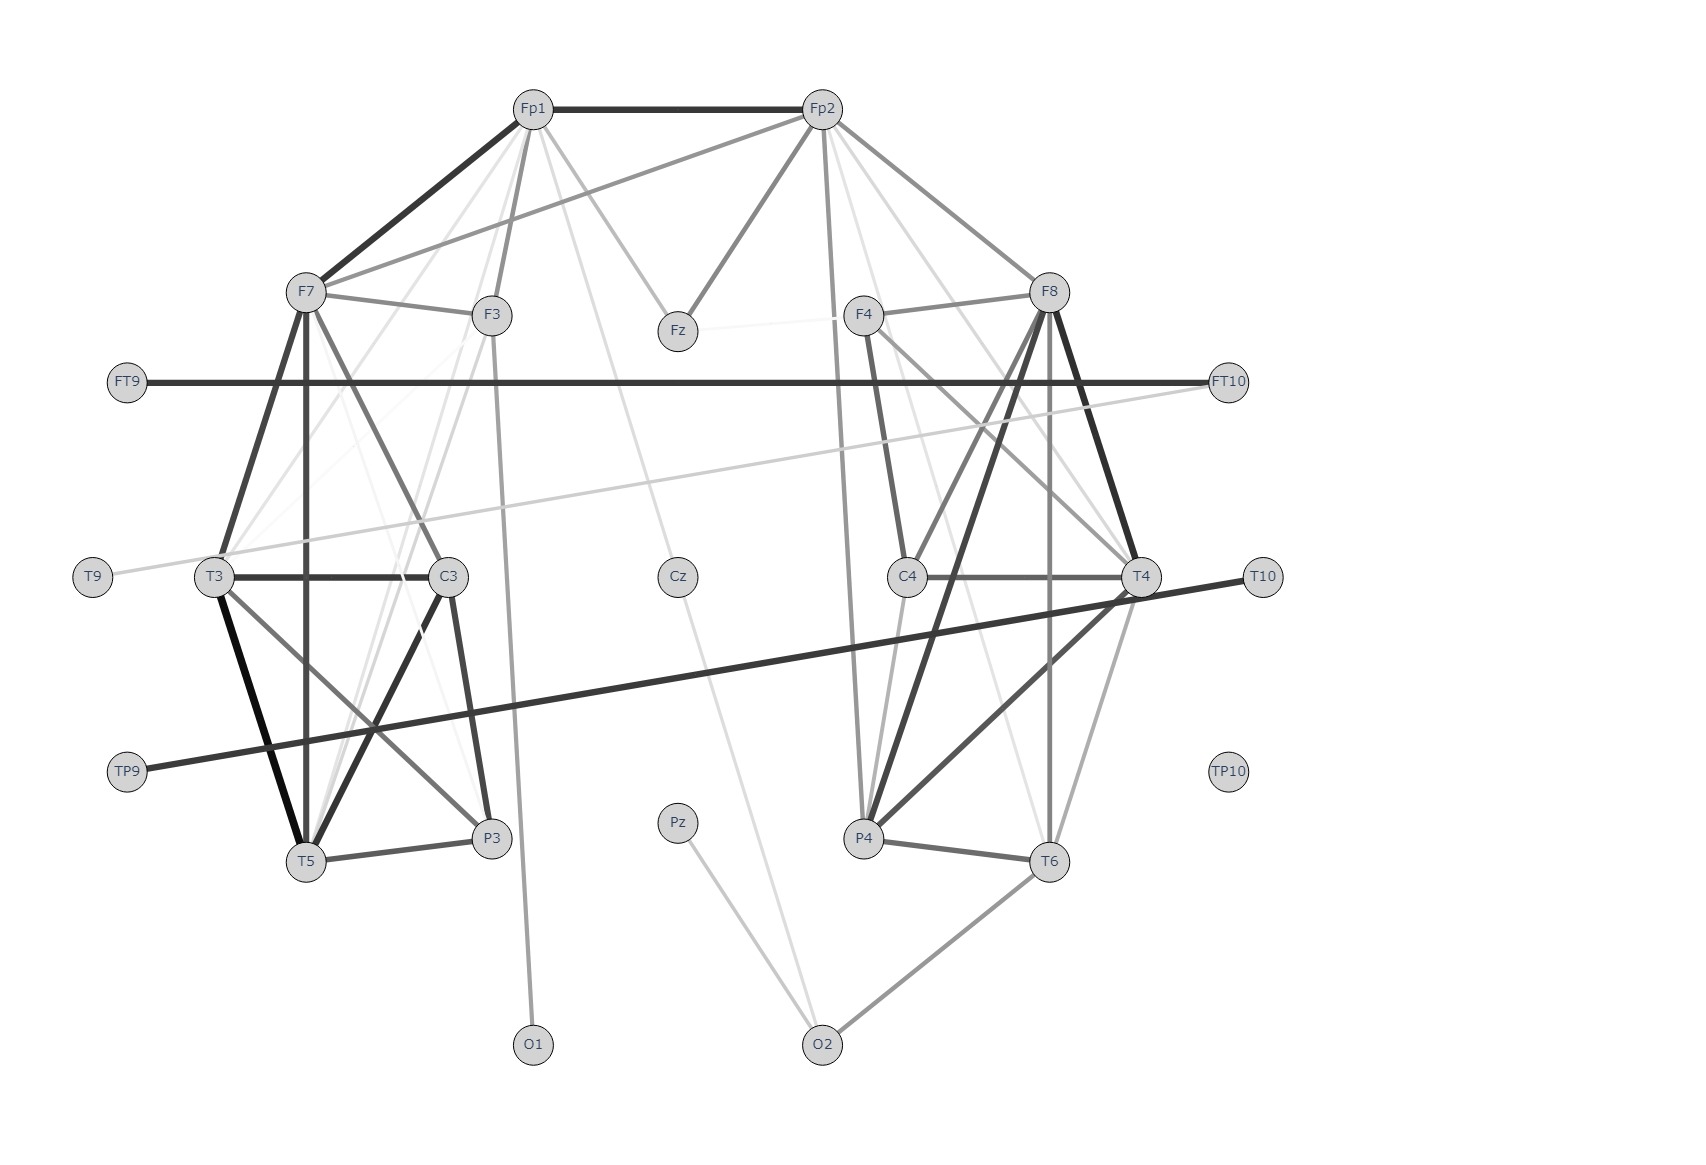 Fp1 Fp2
F7 F8
F3 Fz F4
FT9 FT10
T9 T3 C3 Cz C4 T4 T10
TP9 TP10
Pz
P3 P4
T5 T6
O1 O2